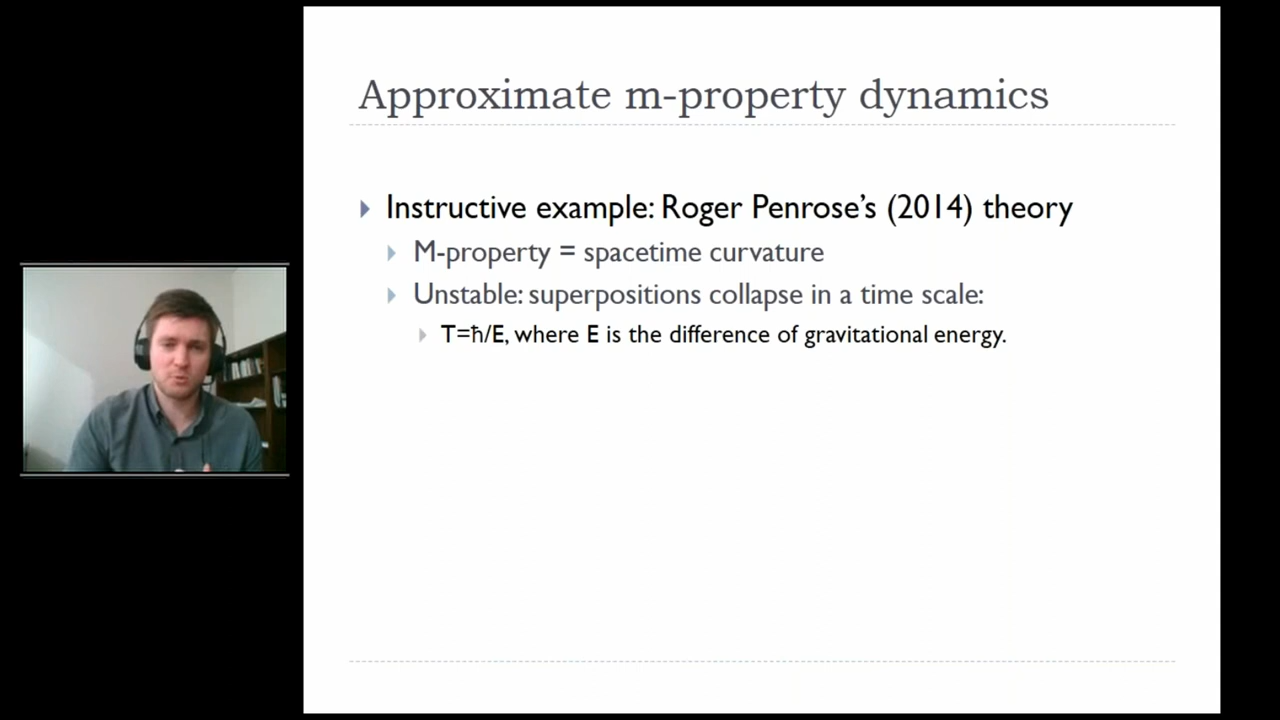 Approximate m-property dynamics
Instructive example: Roger Penrose’s (2014) theory
M-property = spacetime curvature
Unstable: superpositions collapse in a time scale:
T=ħ/E, where E is the difference of gravitational energy.